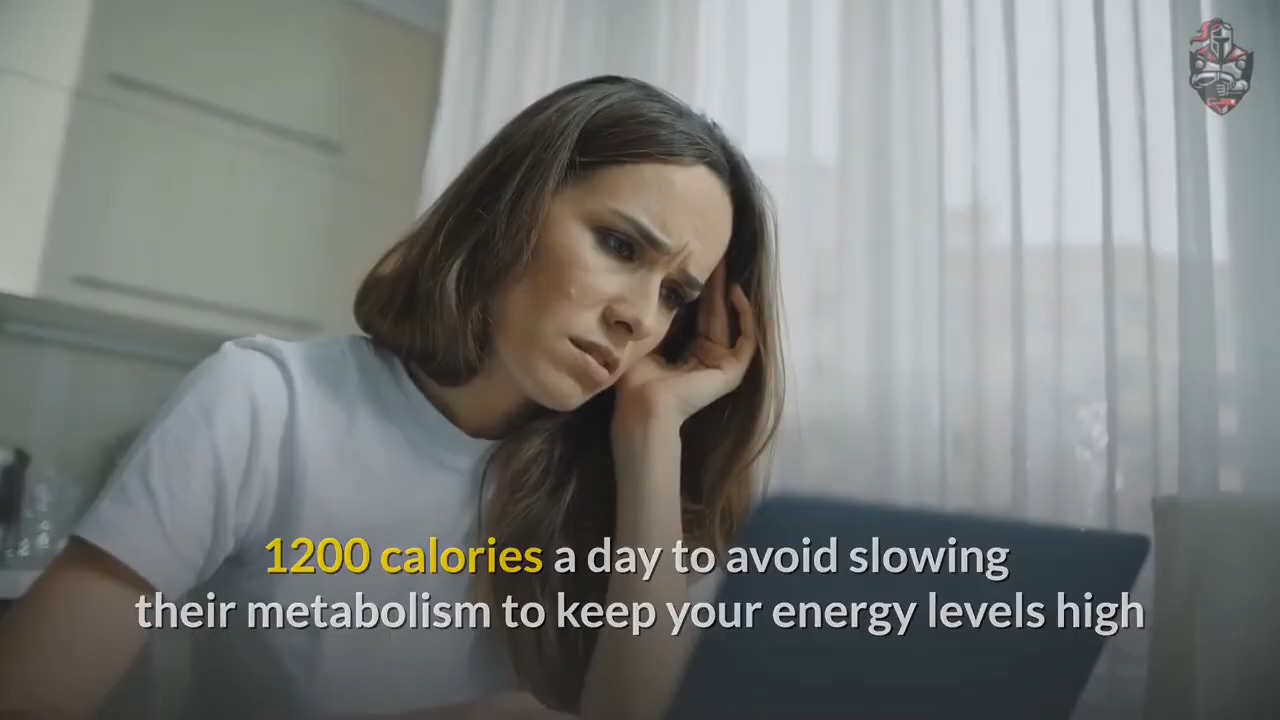 1200 calories a day to avoid slowing
their metabolism to keep your energy levels high